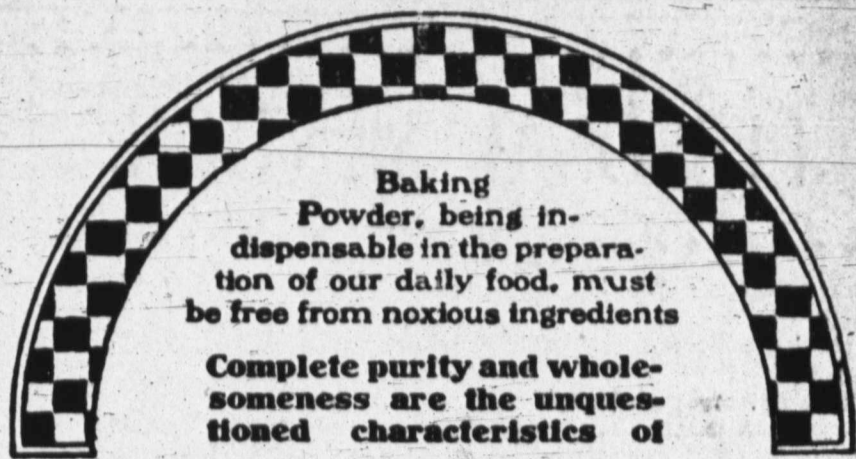 Baking
Powder, being in-
dispensable in the prepara-
tion of our daily food, must
be free from noxious ingredients
Complete purity and whole-
someness are the unques-
tioned characteristics of